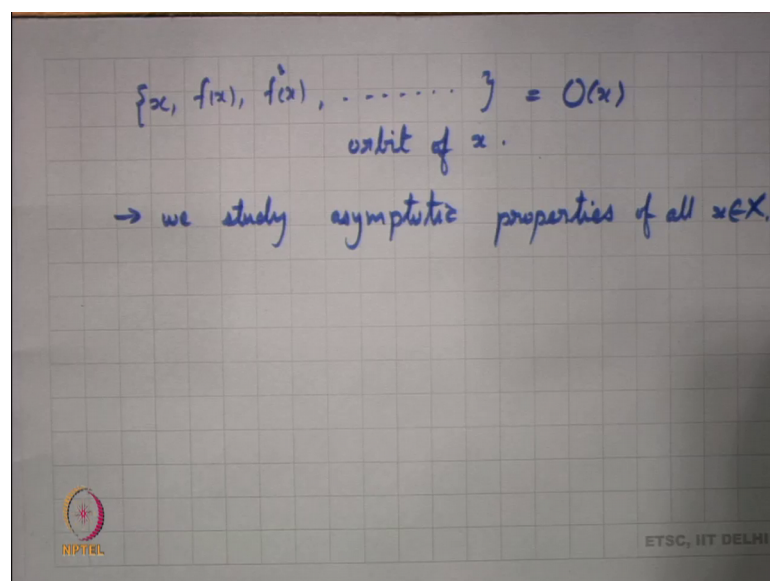 {x, f(x), f²(x), ........ } = O(x)
orbit of x.
→ we study asymptotic properties of all x∈X.
NPTEL
ETSC, IIT DELHI